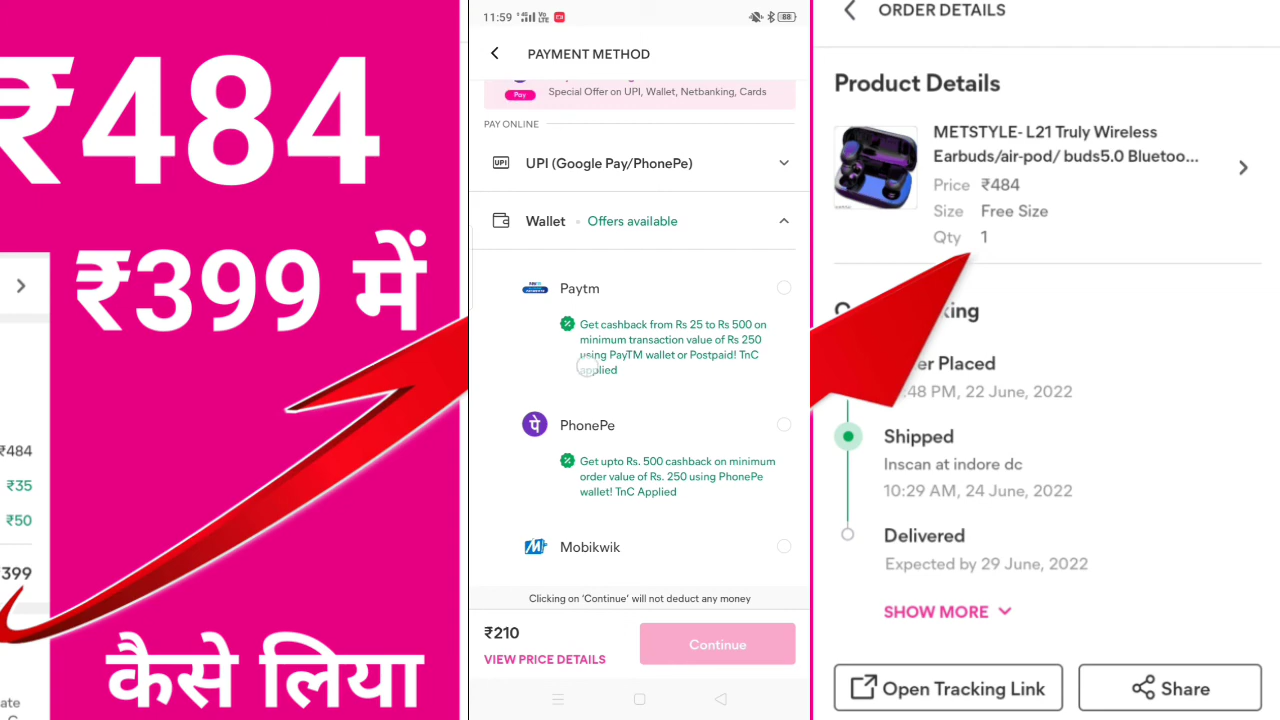 ₹484
₹399 में
₹484
₹35
₹50
₹399
कैसे लिया
11:59
88
PAYMENT METHOD
Pay
Special Offer on UPI, Wallet, Netbanking, Cards
PAY ONLINE
UPI
UPI (Google Pay/PhonePe)
Wallet
Offers available
Paytm
Get cashback from Rs 25 to Rs 500 on
minimum transaction value of Rs 250
using PayTM wallet or Postpaid! TnC
applied
पे
PhonePe
Get upto Rs. 500 cashback on minimum
order value of Rs. 250 using PhonePe
wallet! TnC Applied
Mobikwik
Clicking on ‘Continue’ will not deduct any money
₹210
Continue
VIEW PRICE DETAILS
ORDER DETAILS
Product Details
METSTYLE- L21 Truly Wireless
Earbuds/air-pod/ buds5.0 Bluetoo...
Price ₹484
Size Free Size
Qty 1
22 June, 2022
Shipped
Inscan at indore dc
10:29 AM, 24 June, 2022
Delivered
Expected by 29 June, 2022
SHOW MORE
Open Tracking Link
Share